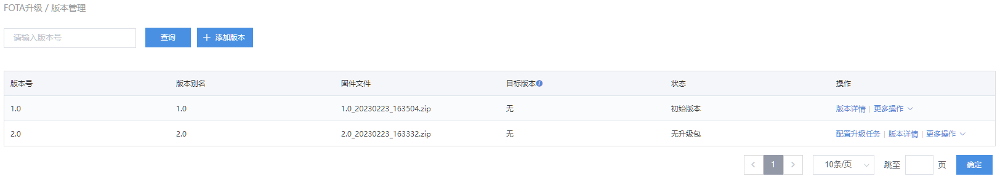 FOTA升级 / 版本管理
请输入版本号 查询 添加版本
版本号 版本别名 固件文件 目标版本 状态 操作
1.0 1.0 1.0_20230223_163504.zip 无 初始版本 版本详情 | 更多操作
2.0 2.0 2.0_20230223_163332.zip 无 无升级包 配置升级任务 | 版本详情 | 更多操作
1 10条/页 跳至 页 确定